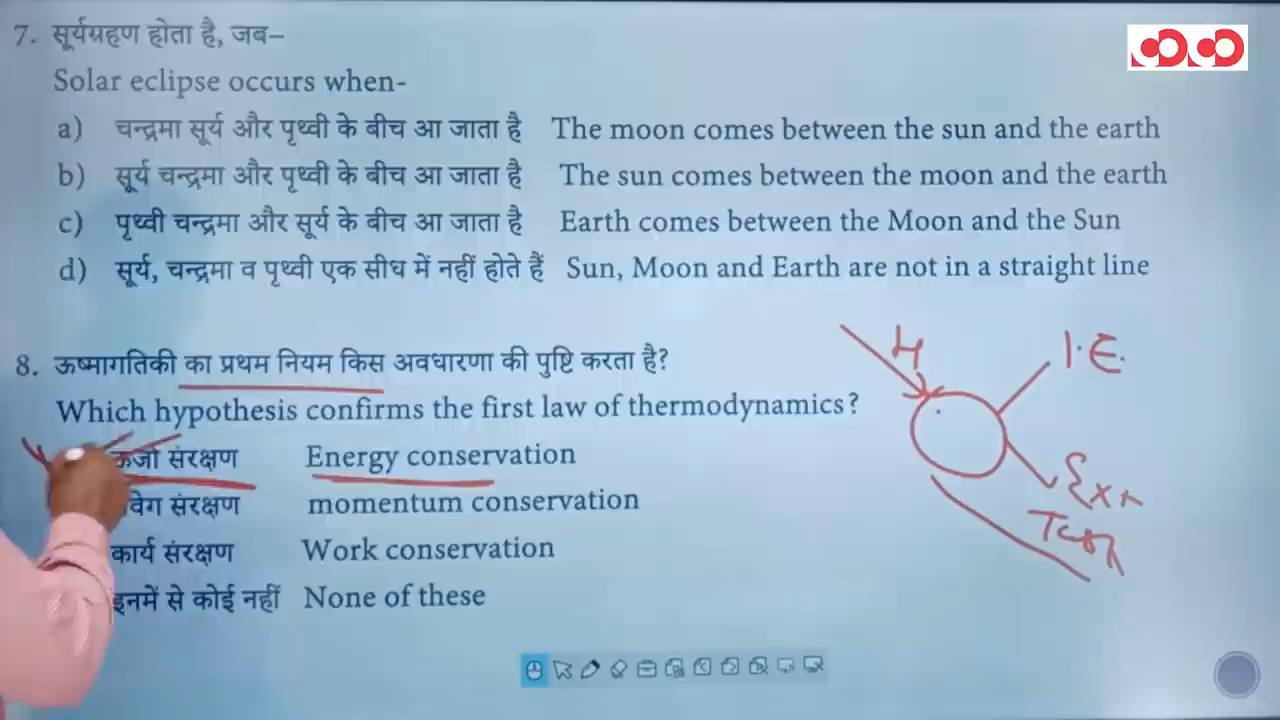 7. सूर्यग्रहण होता है, जब–
Solar eclipse occurs when-
a) चन्द्रमा सूर्य और पृथ्वी के बीच आ जाता है The moon comes between the sun and the earth
b) सूर्य चन्द्रमा और पृथ्वी के बीच आ जाता है The sun comes between the moon and the earth
c) पृथ्वी चन्द्रमा और सूर्य के बीच आ जाता है Earth comes between the Moon and the Sun
d) सूर्य, चन्द्रमा व पृथ्वी एक सीध में नहीं होते हैं Sun, Moon and Earth are not in a straight line
8. ऊष्मागतिकी का प्रथम नियम किस अवधारणा की पुष्टि करता है?
Which hypothesis confirms the first law of thermodynamics?
ऊर्जा संरक्षण Energy conservation
संरक्षण momentum conservation
कार्य संरक्षण Work conservation
इनमें से कोई नहीं None of these
H
I.E.